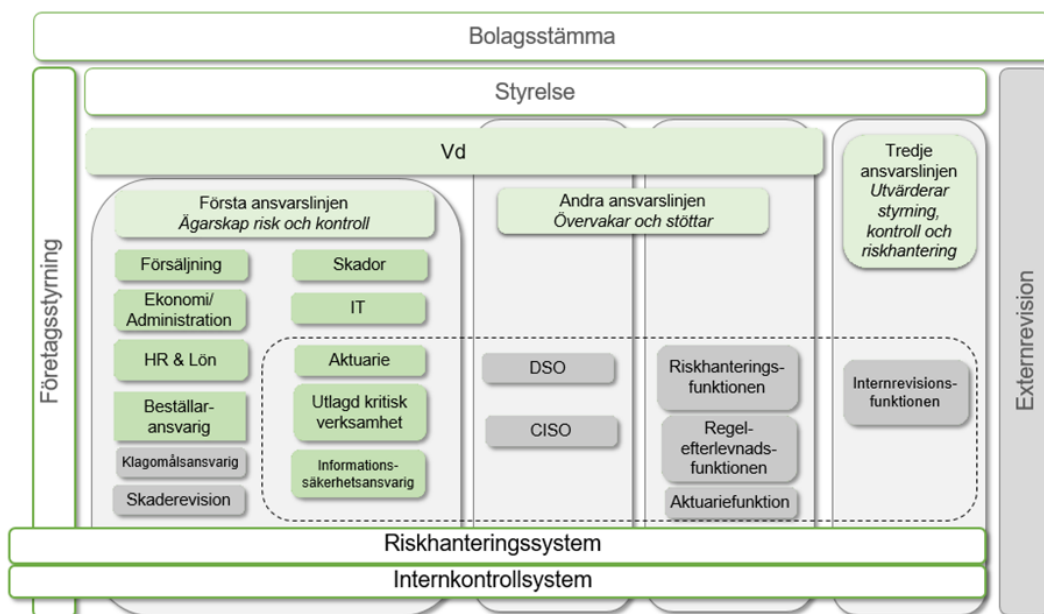 Bolagsstämma
Företagsstyrning
Styrelse
Externrevision
Vd
Första ansvarslinjen
Ägarskap risk och kontroll
Försäljning
Ekonomi/
Administration
HR & Lön
Beställar-
ansvarig
Klagomålsansvarig
Skaderevision
Skador
IT
Aktuarie
Utlagd kritisk
verksamhet
Informations-
säkerhetsansvarig
Andra ansvarslinjen
Övervakar och stöttar
DSO
CISO
Riskhanterings-
funktionen
Regel-
efterlevnads-
funktionen
Aktuariefunktion
Tredje
ansvarslinjen
Utvärderar
styrning,
kontroll och
riskhantering
Internrevisions-
funktionen
Riskhanteringssystem
Internkontrollsystem